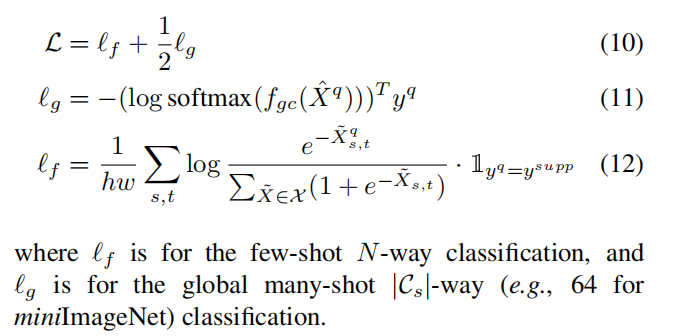 \mathcal{L} = \ell_f + \frac{1}{2}\ell_g (10)
\ell_g = -(\log \text{softmax}(f_{gc}(\hat{X}^q)))^T y^q (11)
\ell_f = \frac{1}{hw} \sum_{s,t} \log \frac{e^{-\tilde{X}^q_{s,t}}}{\sum_{\tilde{X} \in \mathcal{X}} (1 + e^{-\tilde{X}_{s,t}})} \cdot \mathbb{1}_{y^q = y^{supp}} (12)
where \ell_f is for the few-shot N-way classification, and
\ell_g is for the global many-shot |\mathcal{C}_s|-way (e.g., 64 for
miniImageNet) classification.